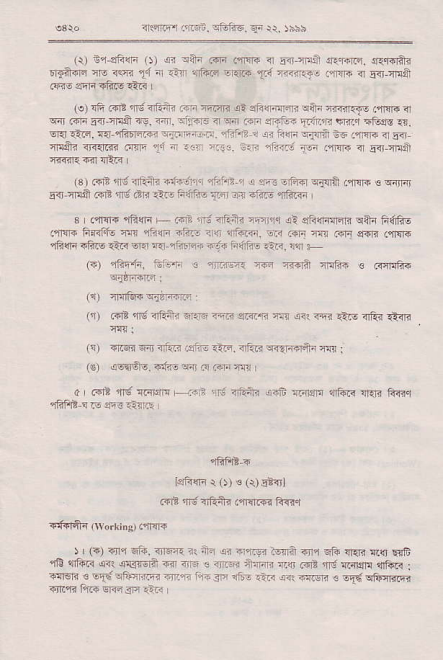 ৩৪২০ বাংলাদেশ গেজেট, অতিরিক্ত, জুন ২২, ১৯৯৯
(২) উপ-প্রবিধান (১) এর অধীন কোন পোষাক বা দ্রব্য-সামগ্রী গ্রহণকালে, গ্রহণকারীর
চাকুরীকাল সাত বৎসর পূর্ণ না হইয়া থাকিলে তাহাকে পূর্বে সরবরাহকৃত পোষাক বা দ্রব্য-সামগ্রী
ফেরত প্রদান করিতে হইবে।
(৩) যদি কোষ্ট গার্ড বাহিনীর কোন সদস্যের এই প্রবিধানমালার অধীন সরবরাহকৃত পোষাক বা
অন্য কোন দ্রব্য-সামগ্রী ঝড়, বন্যা, অগ্নিকান্ড বা অন্য কোন প্রাকৃতিক দূর্যোগের কারণে ক্ষতিগ্রস্ত হয়,
তাহা হইলে, মহা-পরিচালকের অনুমোদনক্রমে, পরিশিষ্ট-খ এর বিধান অনুযায়ী উক্ত পোষাক বা দ্রব্য-
সামগ্রীর ব্যবহারের মেয়াদ পূর্ণ না হওয়া সত্ত্বেও, উহার পরিবর্তে নূতন পোষাক বা দ্রব্য-সামগ্রী
সরবরাহ করা যাইবে।
(৪) কোষ্ট গার্ড বাহিনীর কর্মকর্তাগণ পরিশিষ্ট-গ এ প্রদত্ত তালিকা অনুযায়ী পোষাক ও অন্যান্য
দ্রব্য-সামগ্রী কোষ্ট গার্ড ষ্টোর হইতে নির্ধারিত মূল্যে ক্রয় করিতে পারিবেন।
৪। পোষাক পরিধান।— কোষ্ট গার্ড বাহিনীর সদস্যগণ এই প্রবিধানমালার অধীন নির্ধারিত
পোষাক নিম্নবর্ণিত সময় পরিধান করিতে বাধ্য থাকিবেন, তবে কোন্ সময় কোন্ প্রকার পোষাক
পরিধান করিতে হইবে তাহা মহা-পরিচালক কর্তৃক নির্ধারিত হইবে, যথা ঃ—
(ক) পরিদর্শন, ডিভিশন ও প্যারেডসহ সকল সরকারী সামরিক ও বেসামরিক
অনুষ্ঠানকালে ;
(খ) সামাজিক অনুষ্ঠানকালে :
(গ) কোষ্ট গার্ড বাহিনীর জাহাজ বন্দরে প্রবেশের সময় এবং বন্দর হইতে বাহির হইবার
সময় ;
(ঘ) কাজের জন্য বাহিরে প্রেরিত হইলে, বাহিরে অবস্থানকালীন সময় ;
(ঙ) এতদ্ব্যতীত, কর্মরত অন্য যে কোন সময়।
৫। কোষ্ট গার্ড মনোগ্রাম।—কোষ্ট গার্ড বাহিনীর একটি মনোগ্রাম থাকিবে যাহার বিবরণ
পরিশিষ্ট-ঘ তে প্রদত্ত হইয়াছে।
পরিশিষ্ট-ক
[প্রবিধান ২ (১) ও (২) দ্রষ্টব্য]
কোষ্ট গার্ড বাহিনীর পোষাকের বিবরণ
কর্মকালীন (Working) পোষাক
১। (ক) ক্যাপ জকি, ব্যাজসহ রং নীল এর কাপড়ের তৈয়ারী ক্যাপ জকি যাহার মধ্যে ছয়টি
পট্টি থাকিবে এবং এমব্রয়ডারী করা ব্যাজ ও ব্যাজের সীমানার মধ্যে কোষ্ট গার্ড মনোগ্রাম থাকিবে ;
কমান্ডার ও তদুর্দ্ধ অফিসারদের ক্যাপের পিক ব্রাস খচিত হইবে এবং কমডোর ও তদুর্দ্ধ অফিসারদের
ক্যাপের পিকে ডাবল ব্রাস হইবে।